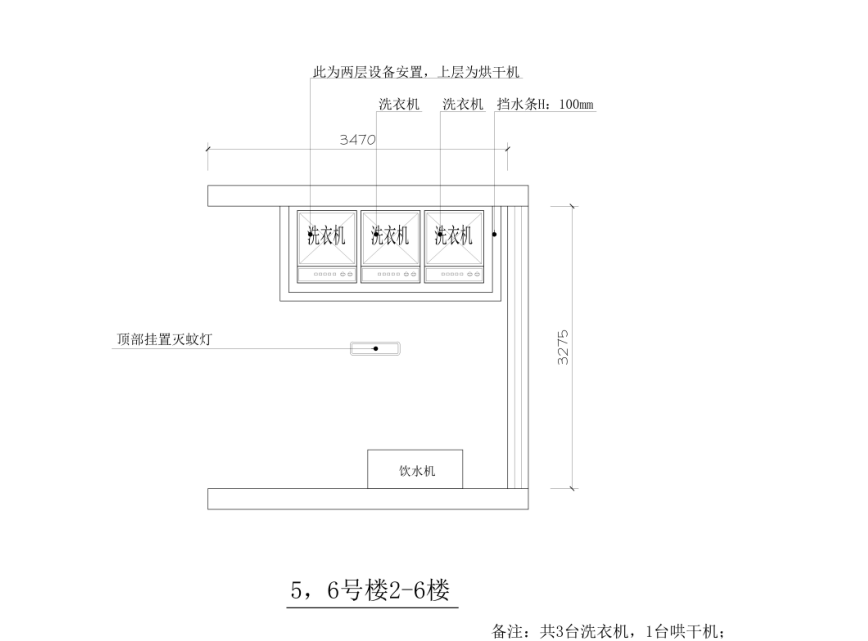 此为两层设备安置，上层为烘干机
洗衣机 洗衣机 挡水条H：100mm
3470
洗衣机 洗衣机 洗衣机
顶部挂置灭蚊灯
3275
饮水机
5，6号楼2-6楼
备注：共3台洗衣机，1台哄干机；